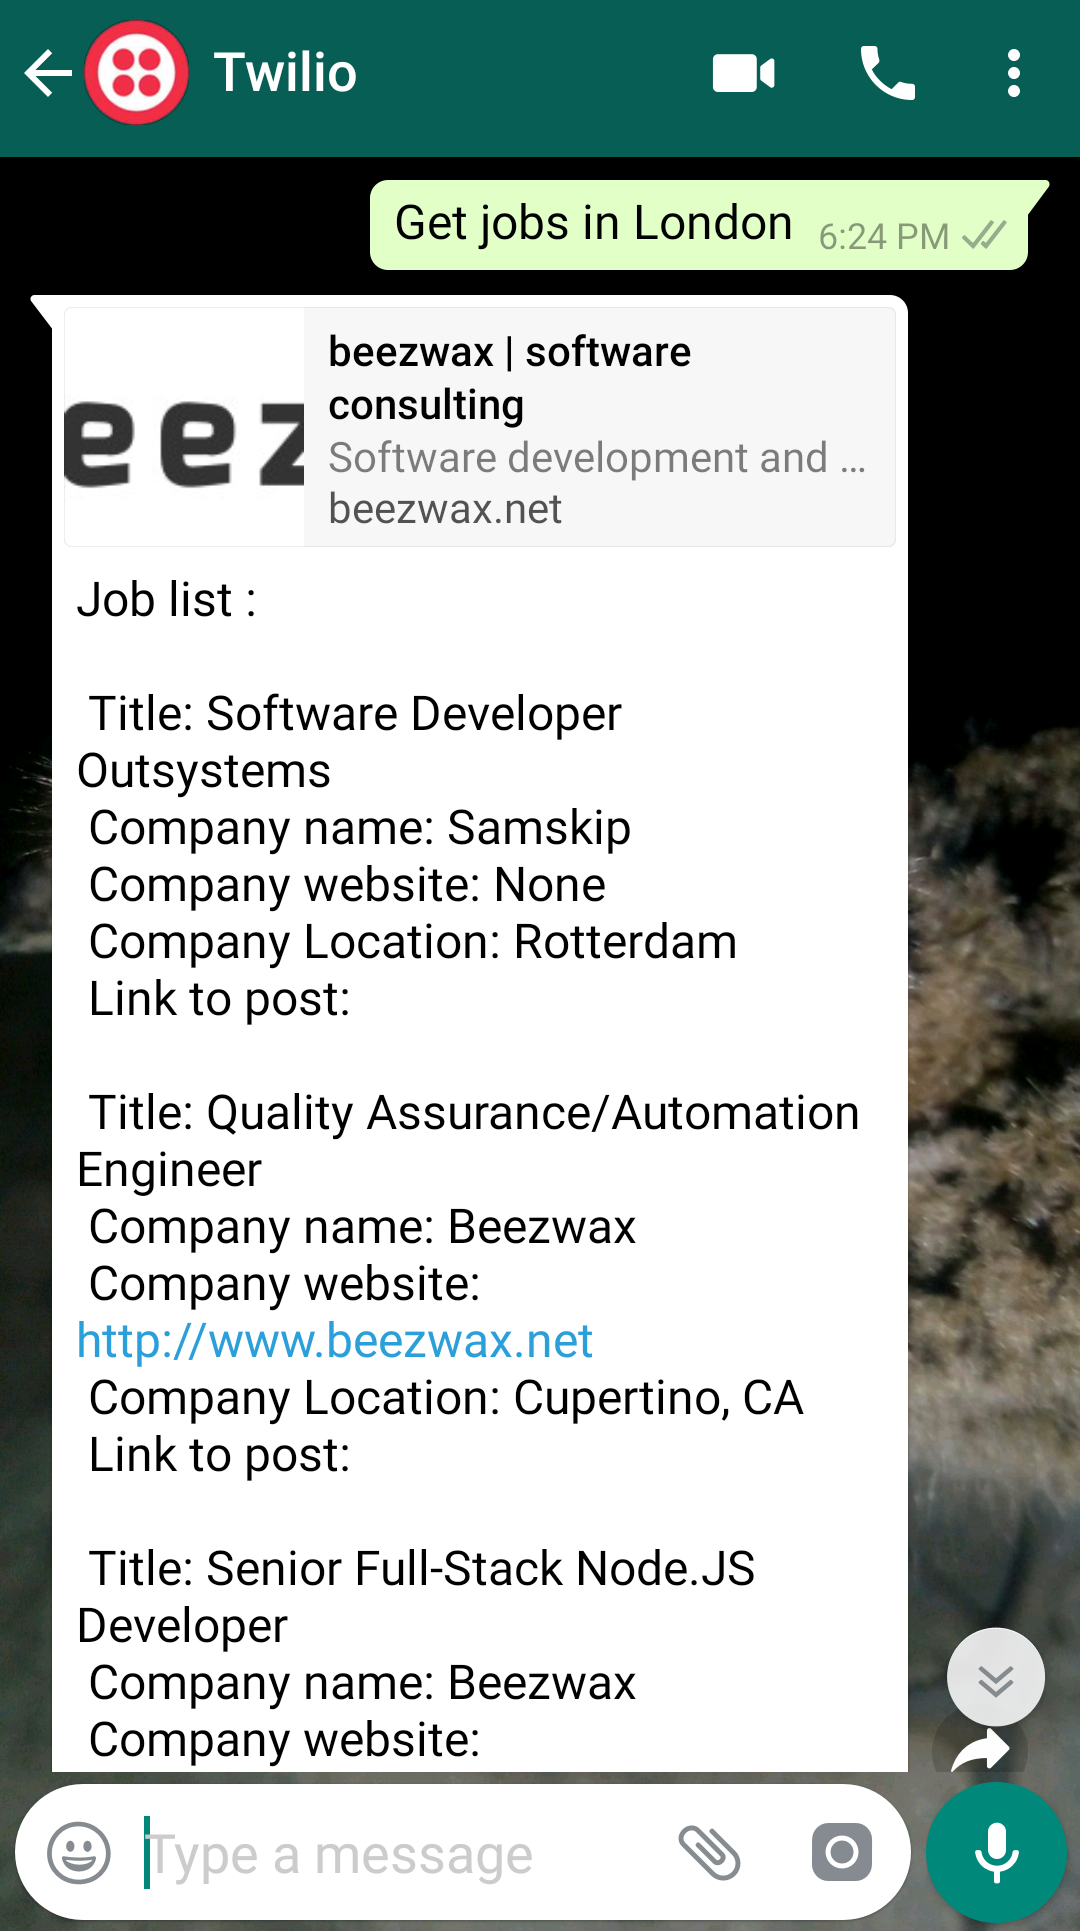 Twilio
Get jobs in London 6:24 PM
eez
beezwax | software
consulting
Software development and ...
beezwax.net
Job list :
Title: Software Developer
Outsystems
Company name: Samskip
Company website: None
Company Location: Rotterdam
Link to post:
Title: Quality Assurance/Automation
Engineer
Company name: Beezwax
Company website:
http://www.beezwax.net
Company Location: Cupertino, CA
Link to post:
Title: Senior Full-Stack Node.JS
Developer
Company name: Beezwax
Company website:
Type a message